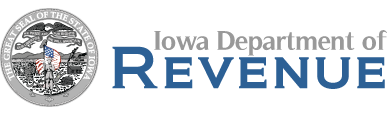 THE GREAT SEAL OF THE STATE OF IOWA
Iowa Department of
REVENUE